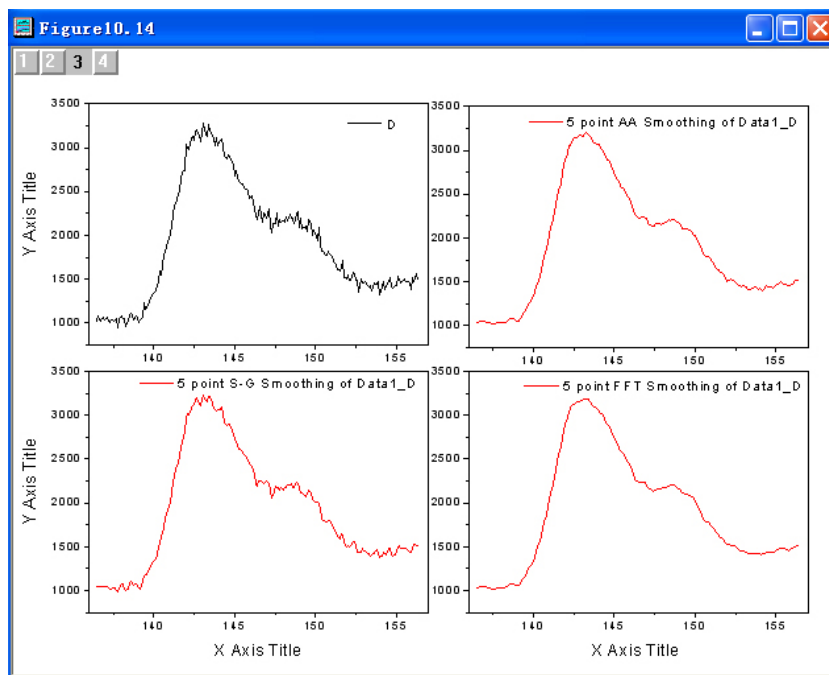 Figure10.14
1 2 3 4
D
3500
3000
2500
2000
1500
1000
Y Axis Title
140 145 150 155
5 point AA Smoothing of Data1_D
3500
3000
2500
2000
1500
1000
140 145 150 155
5 point S-G Smoothing of Data1_D
3500
3000
2500
2000
1500
1000
Y Axis Title
140 145 150 155
X Axis Title
5 point FFT Smoothing of Data1_D
3500
3000
2500
2000
1500
1000
140 145 150 155
X Axis Title